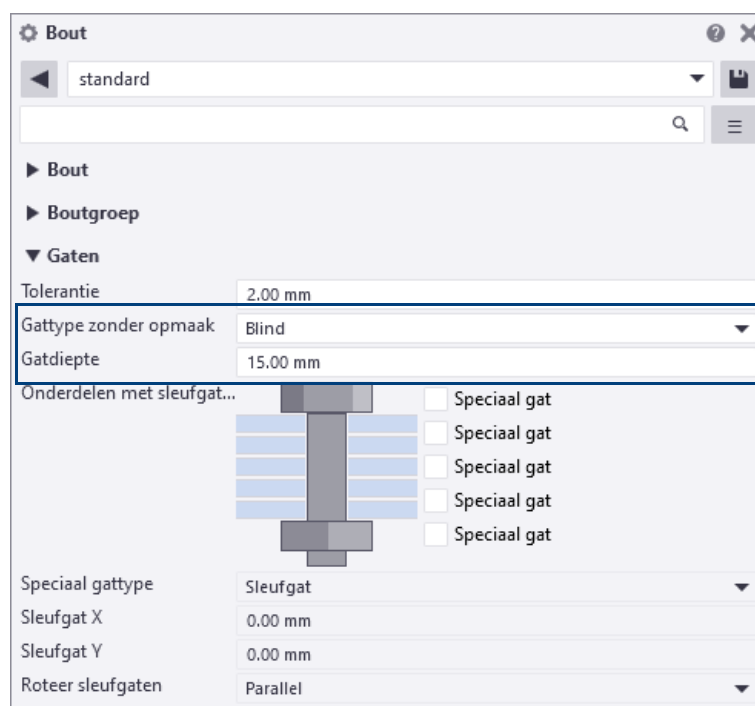 Bout
standard
Bout
Boutgroep
Gaten
Tolerantie 2.00 mm
Gattype zonder opmaak Blind
Gatdiepte 15.00 mm
Onderdelen met sleufgat... Speciaal gat
Speciaal gat
Speciaal gat
Speciaal gat
Speciaal gat
Speciaal gattype Sleufgat
Sleufgat X 0.00 mm
Sleufgat Y 0.00 mm
Roteer sleufgaten Parallel